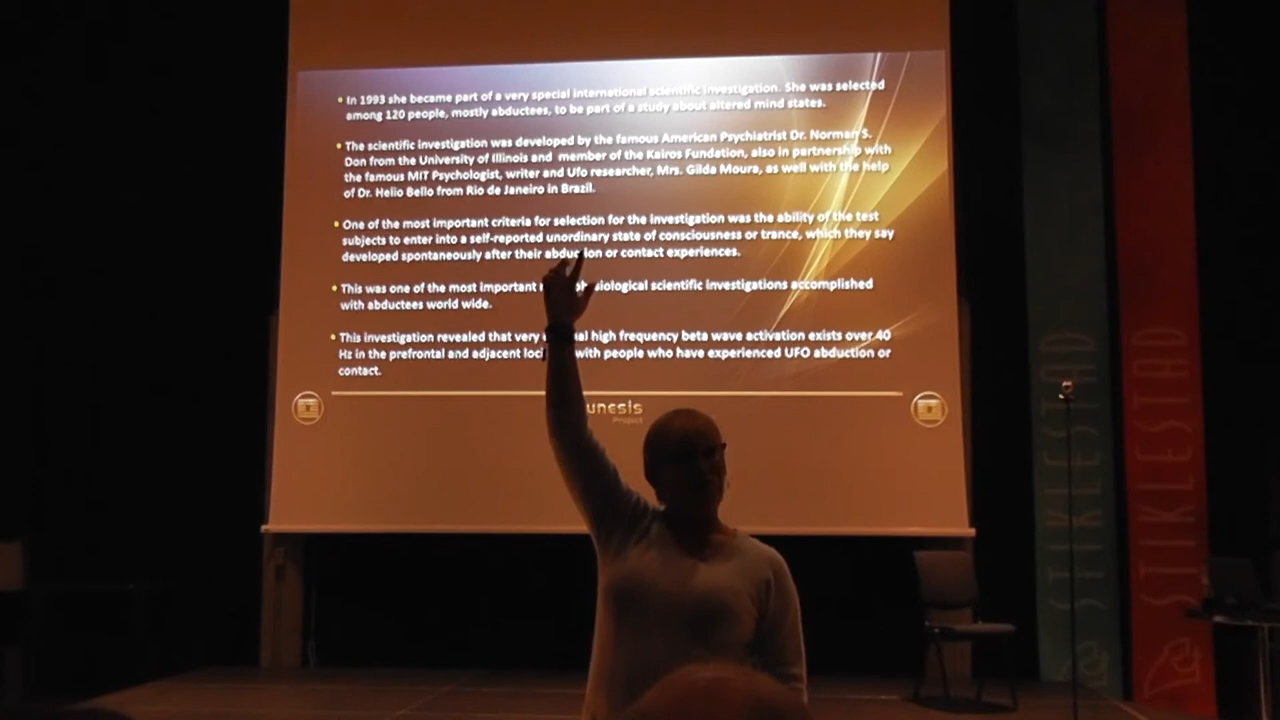 • In 1993 she became part of a very special international scientific investigation. She was selected
among 120 people, mostly abductees, to be part of a study about altered mind states.
• The scientific investigation was developed by the famous American Psychiatrist Dr. Norman S.
Don from the University of Illinois and member of the Kairos Foundation, also in partnership with
the famous MIT Psychologist, writer and Ufo researcher, Mrs. Gilda Moura, as well with the help
of Dr. Helio Bello from Rio de Janeiro in Brazil.
• One of the most important criteria for selection for the investigation was the ability of the test
subjects to enter into a self-reported unordinary state of consciousness or trance, which they say
developed spontaneously after their abduction or contact experiences.
• This was one of the most important scientific investigations accomplished
with abductees world wide.
• This investigation revealed that very high frequency beta wave activation exists over 40
Hz in the prefrontal and adjacent with people who have experienced UFO abduction or
contact.
Project
STIKLESTAD
STIKLESTAD